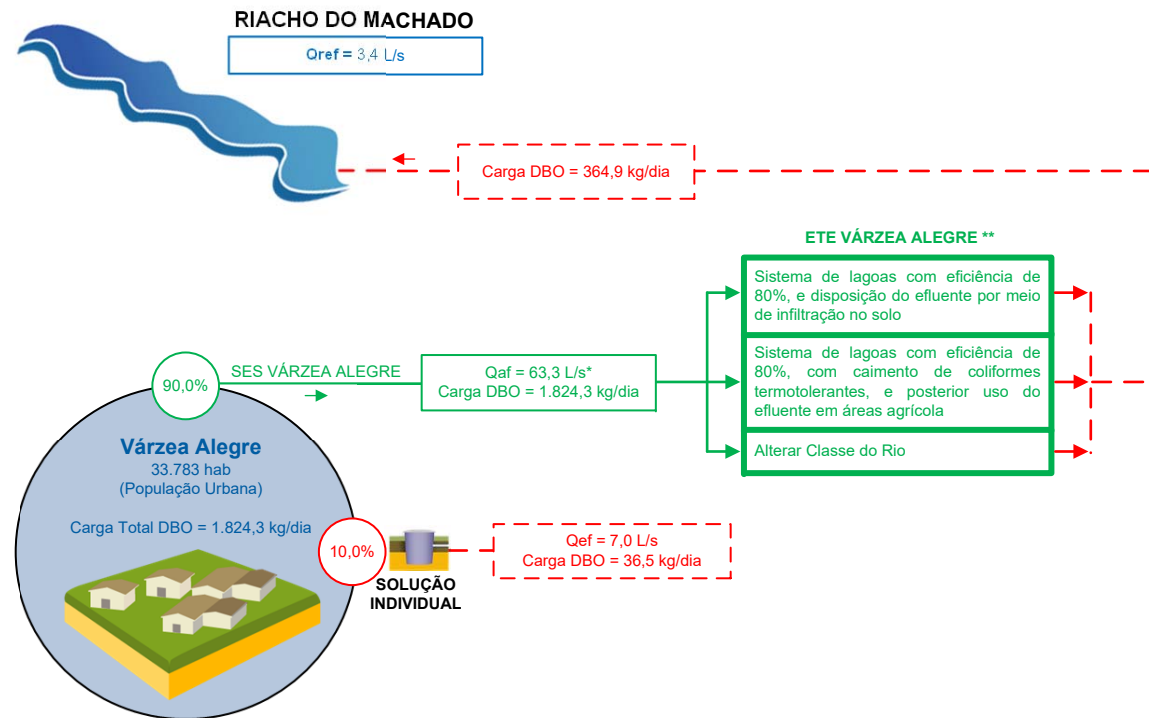 RIACHO DO MACHADO
Qref = 3,4 L/s
Carga DBO = 364,9 kg/dia
ETE VÁRZEA ALEGRE **
Sistema de lagoas com eficiência de
80%, e disposição do efluente por meio
de infiltração no solo
Sistema de lagoas com eficiência de
80%, com caimento de coliformes
termotolerantes, e posterior uso do
efluente em áreas agrícola
Alterar Classe do Rio
90,0%
SES VÁRZEA ALEGRE
Qaf = 63,3 L/s*
Carga DBO = 1.824,3 kg/dia
Várzea Alegre
33.783 hab
(População Urbana)
Carga Total DBO = 1.824,3 kg/dia
10,0%
SOLUÇÃO
INDIVIDUAL
Qef = 7,0 L/s
Carga DBO = 36,5 kg/dia